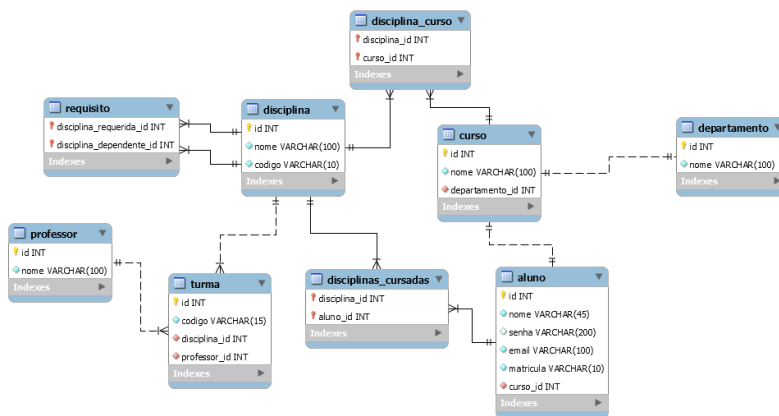 disciplina_curso
disciplina_id INT
curso_id INT
Indexes
requisito
disciplina_requerida_id INT
disciplina_dependente_id INT
Indexes
disciplina
id INT
nome VARCHAR(100)
codigo VARCHAR(10)
Indexes
curso
id INT
nome VARCHAR(100)
departamento_id INT
Indexes
departamento
id INT
nome VARCHAR(100)
Indexes
professor
id INT
nome VARCHAR(100)
Indexes
turma
id INT
codigo VARCHAR(15)
disciplina_id INT
professor_id INT
Indexes
disciplinas_cursadas
disciplina_id INT
aluno_id INT
Indexes
aluno
id INT
nome VARCHAR(45)
senha VARCHAR(200)
email VARCHAR(100)
matricula VARCHAR(10)
curso_id INT
Indexes